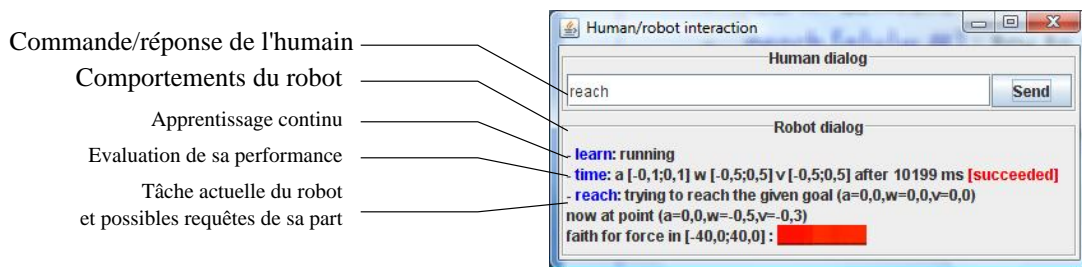 Commande/réponse de l'humain
Comportements du robot
Apprentissage continu
Evaluation de sa performance
Tâche actuelle du robot
et possibles requêtes de sa part
Human/robot interaction
Human dialog
reach
Send
Robot dialog
- learn: running
- time: a [-0,1;0,1] w [-0,5;0,5] v [-0,5;0,5] after 10199 ms [succeeded]
- reach: trying to reach the given goal (a=0,0,w=0,0,v=0,0)
now at point (a=0,0,w=-0,5,v=-0,3)
faith for force in [-40,0;40,0] :